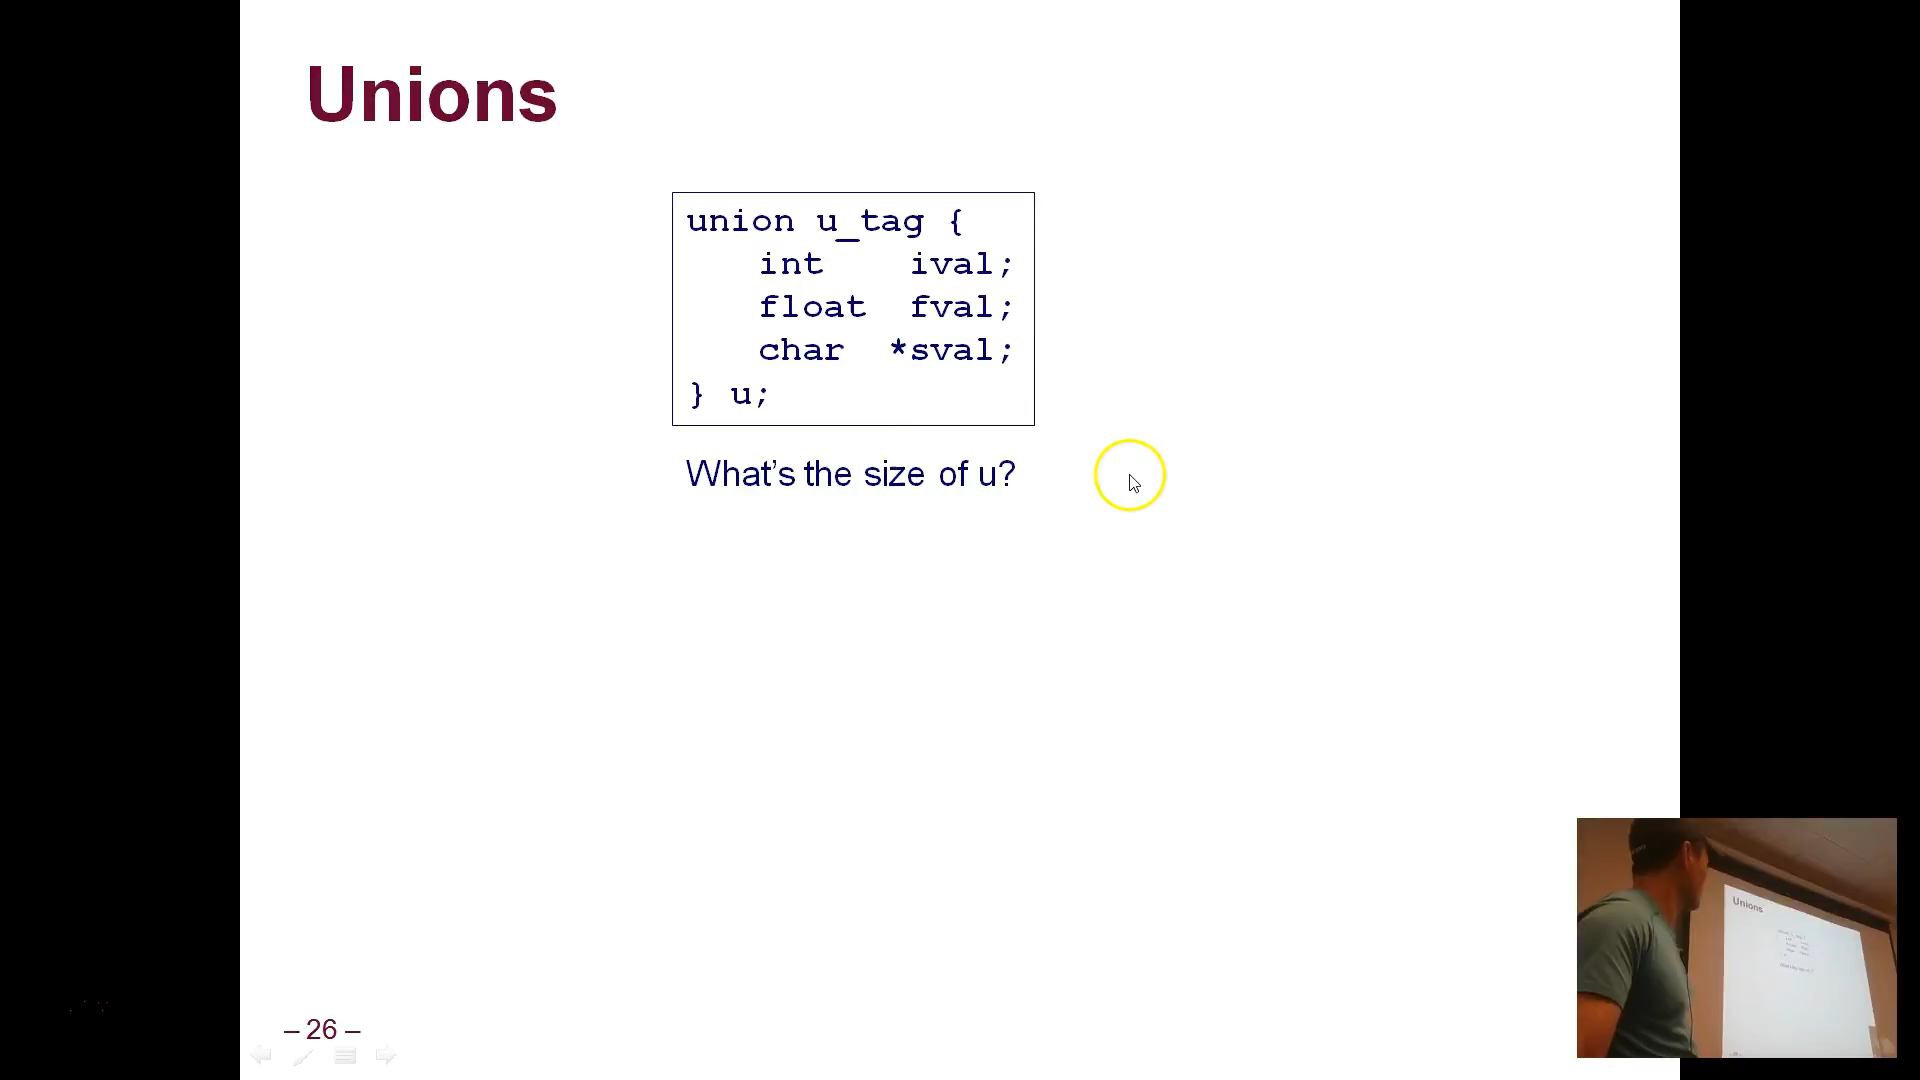 Unions
union u_tag {
int ival;
float fval;
char *sval;
} u;
What's the size of u?
– 26 –
Unions